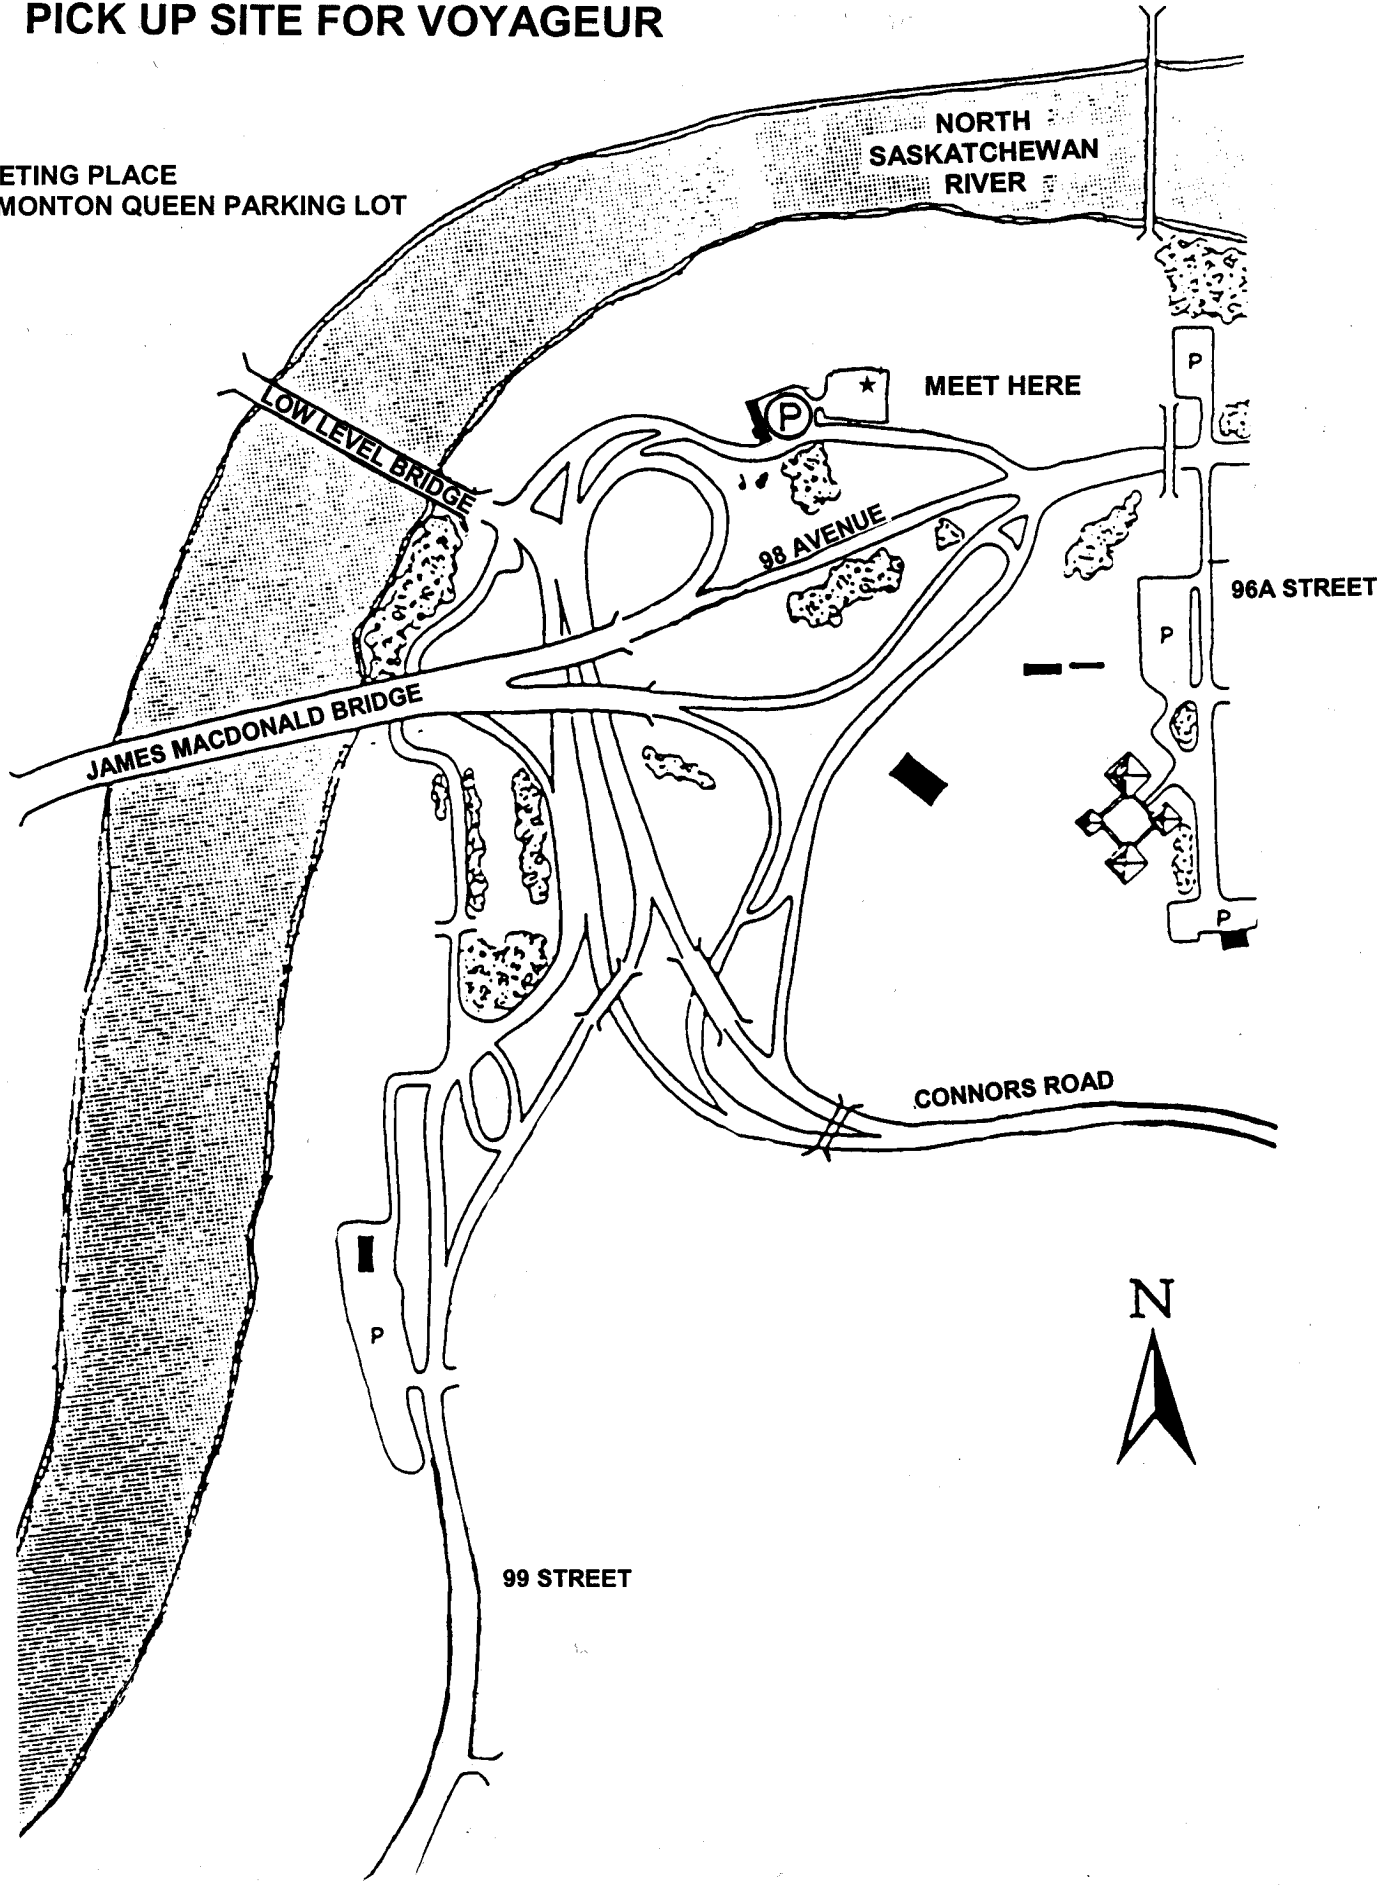 PICK UP SITE FOR VOYAGEUR
NORTH
SASKATCHEWAN
RIVER
ETING PLACE
MONTON QUEEN PARKING LOT
P
MEET HERE
P
LOW LEVEL BRIDGE
98 AVENUE
96A STREET
P
JAMES MACDONALD BRIDGE
P
CONNORS ROAD
N
P
99 STREET